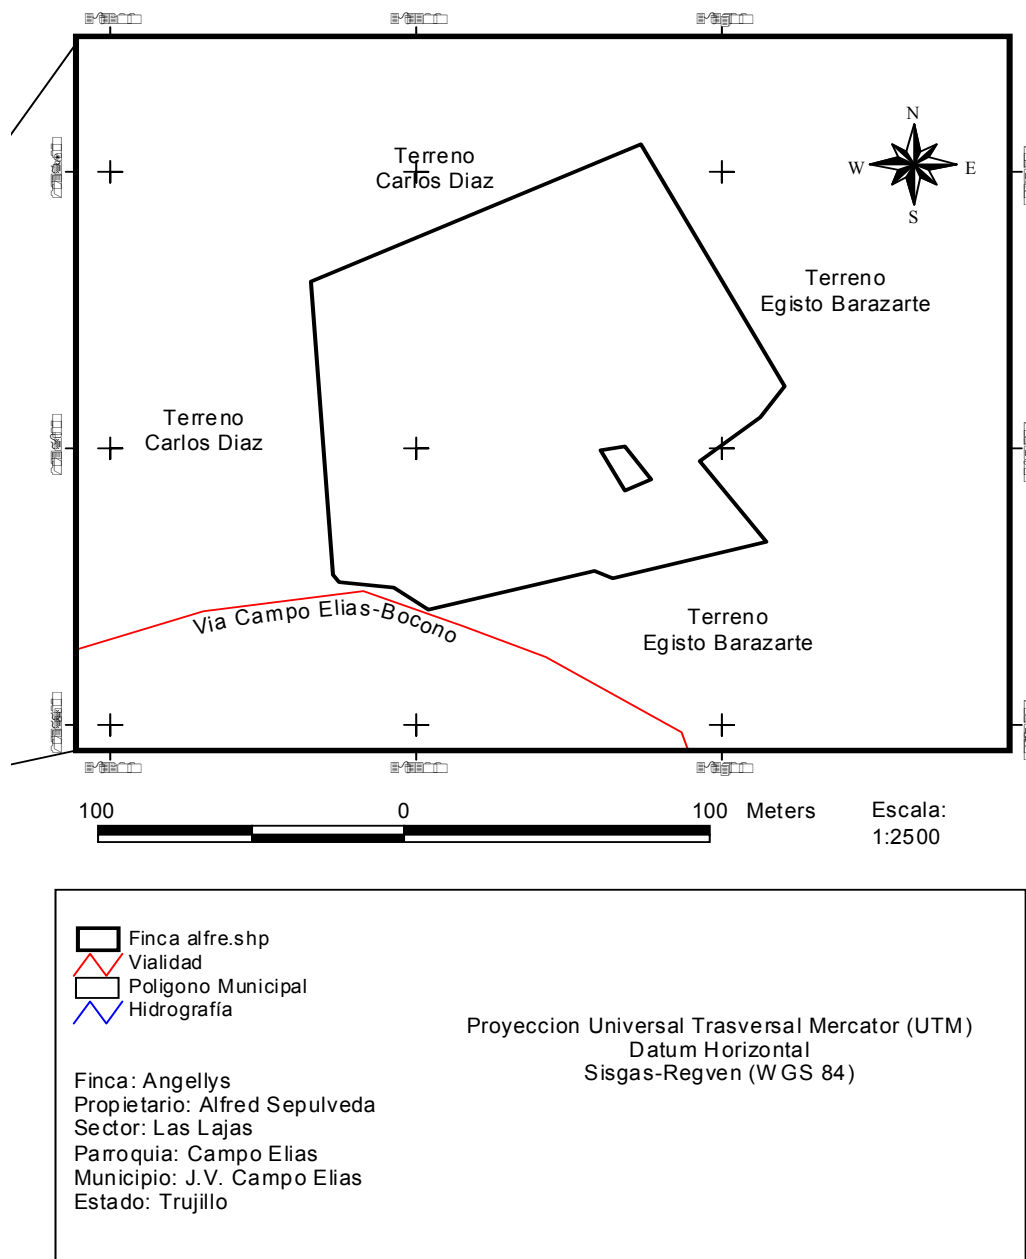 N
W
E
S
Terreno
Carlos Diaz
Terreno
Egisto Barazarte
Terreno
Carlos Diaz
Via Campo Elias-Bocono
Terreno
Egisto Barazarte
100 0 100 Meters
Escala:
1:2500
Finca alfre.shp
Vialidad
Poligono Municipal
Hidrografía
Proyeccion Universal Trasversal Mercator (UTM)
Datum Horizontal
Sisgas-Regven (WGS 84)
Finca: Angellys
Propietario: Alfred Sepulveda
Sector: Las Lajas
Parroquia: Campo Elias
Municipio: J.V. Campo Elias
Estado: Trujillo